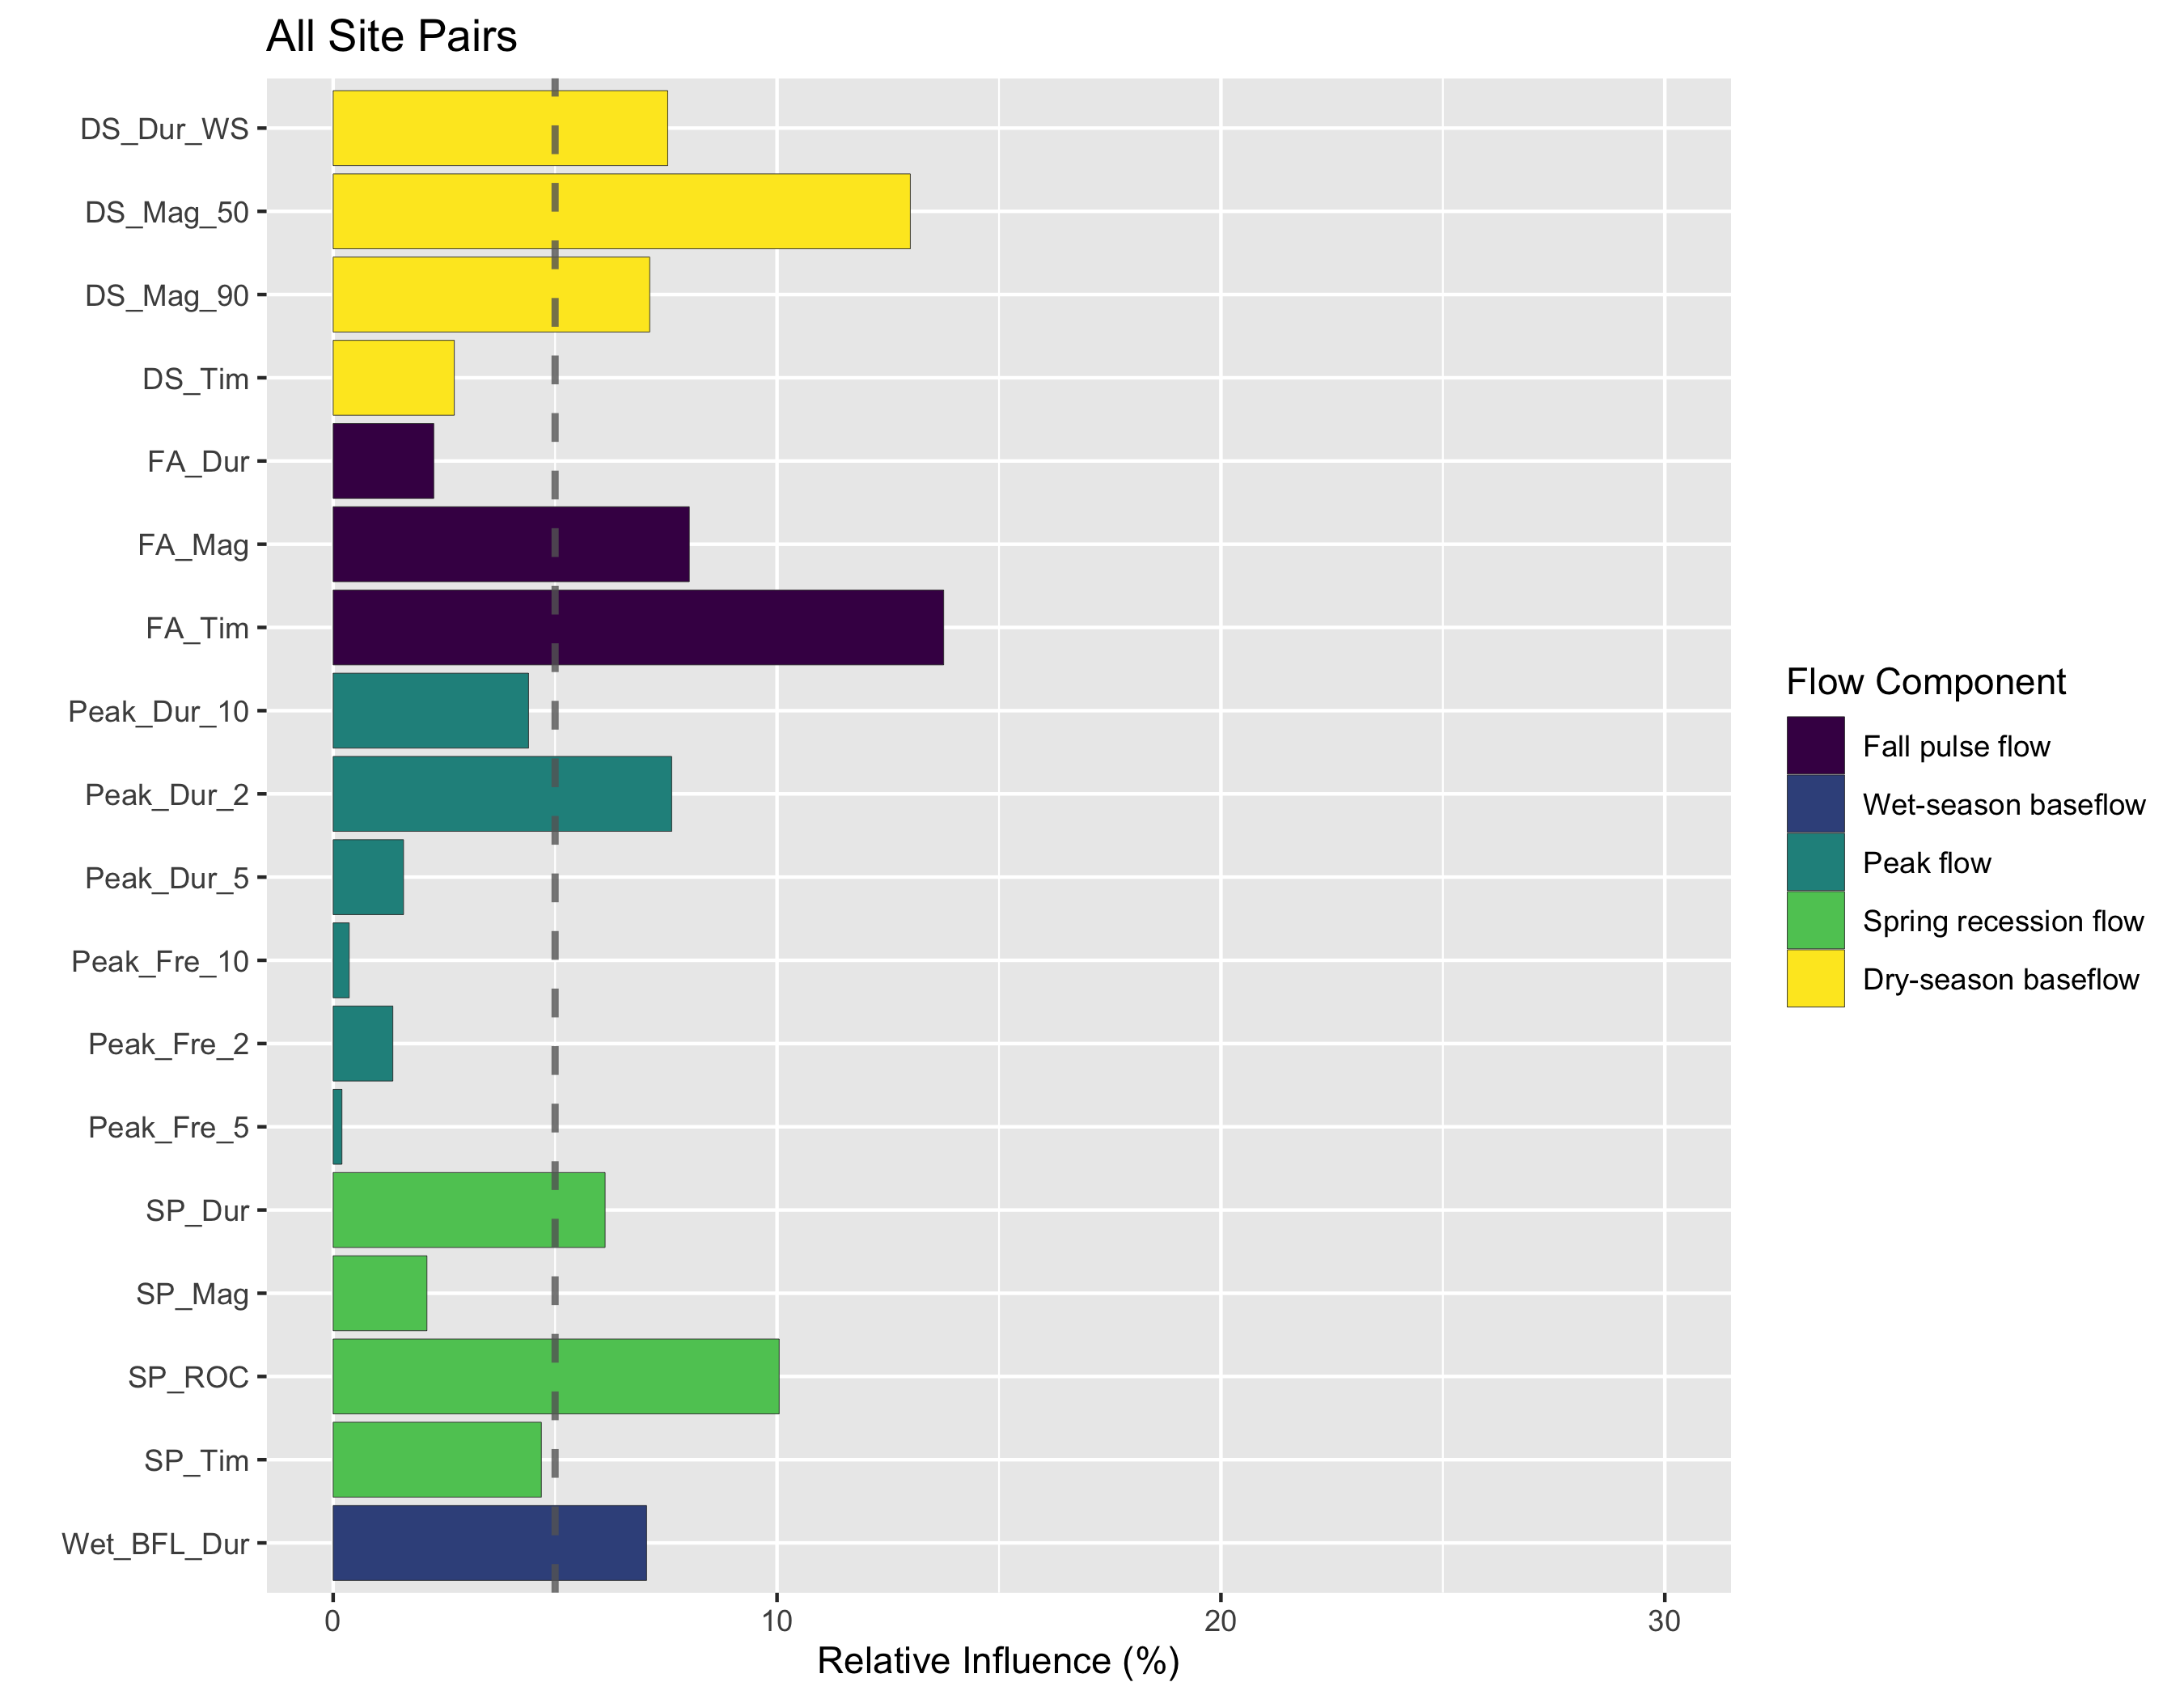 All Site Pairs
DS_Dur_WS
DS_Mag_50
DS_Mag_90
DS_Tim
FA_Dur
FA_Mag
FA_Tim
Peak_Dur_10
Peak_Dur_2
Peak_Dur_5
Peak_Fre_10
Peak_Fre_2
Peak_Fre_5
SP_Dur
SP_Mag
SP_ROC
SP_Tim
Wet_BFL_Dur
0 10 20 30
Relative Influence (%)
Flow Component
Fall pulse flow
Wet-season baseflow
Peak flow
Spring recession flow
Dry-season baseflow